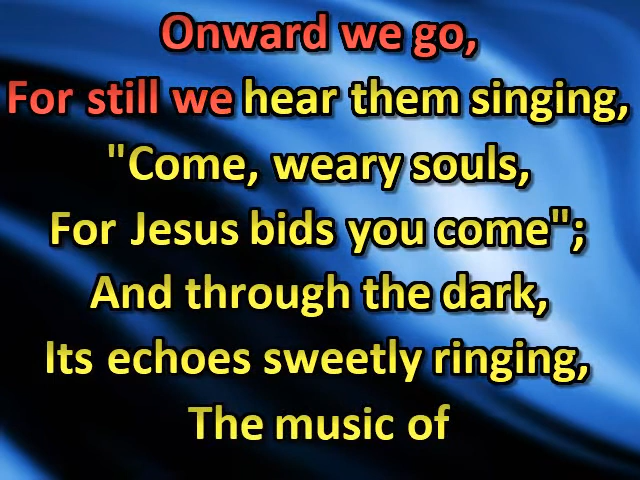 Onward we go,
For still we hear them singing,
"Come, weary souls,
For Jesus bids you come";
And through the dark,
Its echoes sweetly ringing,
The music of